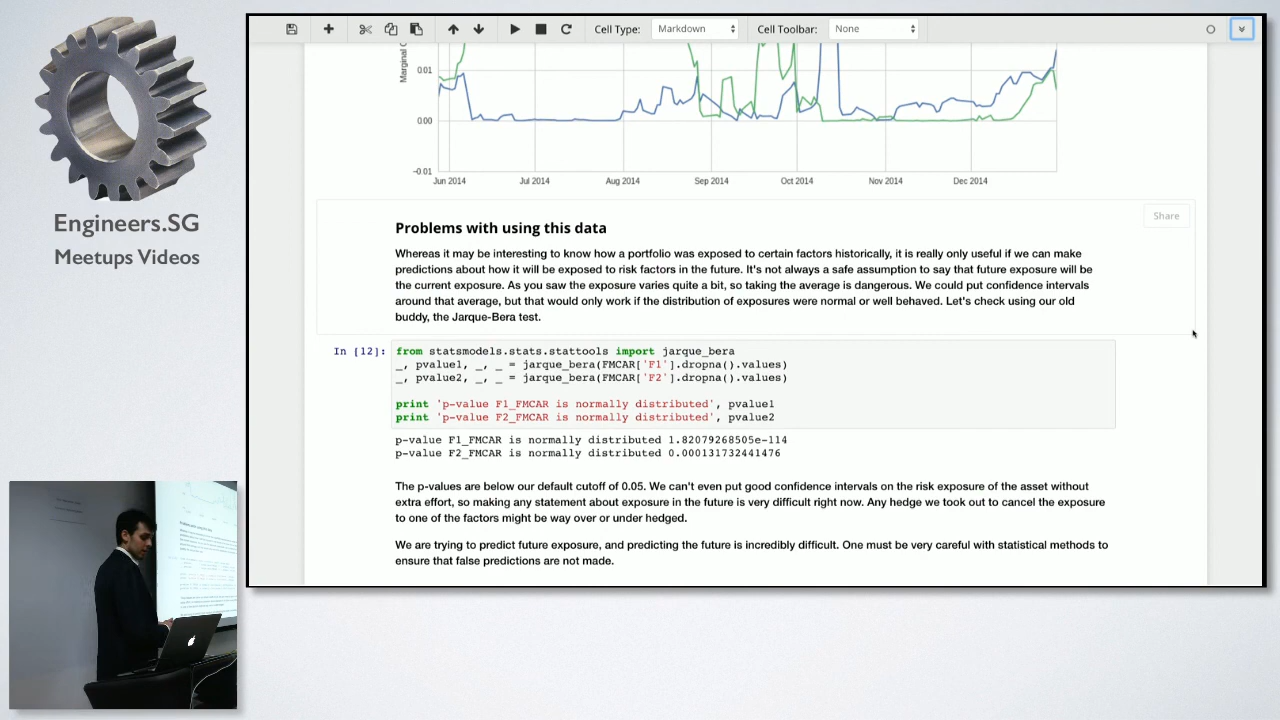 Engineers.SG
Meetups Videos
Cell Type:
Markdown
Cell Toolbar:
None
Marginal C
0.01
0.00
-0.01
Jun 2014
Jul 2014
Aug 2014
Sep 2014
Oct 2014
Nov 2014
Dec 2014
Share
Problems with using this data
Whereas it may be interesting to know how a portfolio was exposed to certain factors historically, it is really only useful if we can make
predictions about how it will be exposed to risk factors in the future. It's not always a safe assumption to say that future exposure will be
the current exposure. As you saw the exposure varies quite a bit, so taking the average is dangerous. We could put confidence intervals
around that average, but that would only work if the distribution of exposures were normal or well behaved. Let's check using our old
buddy, the Jarque-Bera test.
In [12]:
from statsmodels.stats.stattools import jarque_bera
_, pvalue1, _, _ = jarque_bera(FMCAR['F1'].dropna().values)
_, pvalue2, _, _ = jarque_bera(FMCAR['F2'].dropna().values)
print 'p-value F1_FMCAR is normally distributed', pvalue1
print 'p-value F2_FMCAR is normally distributed', pvalue2
p-value F1_FMCAR is normally distributed 1.82079268505e-114
p-value F2_FMCAR is normally distributed 0.000131732441476
The p-values are below our default cutoff of 0.05. We can't even put good confidence intervals on the risk exposure of the asset without
extra effort, so making any statement about exposure in the future is very difficult right now. Any hedge we took out to cancel the exposure
to one of the factors might be way over or under hedged.
We are trying to predict future exposure, and predicting the future is incredibly difficult. One must be very careful with statistical methods to
ensure that false predictions are not made.